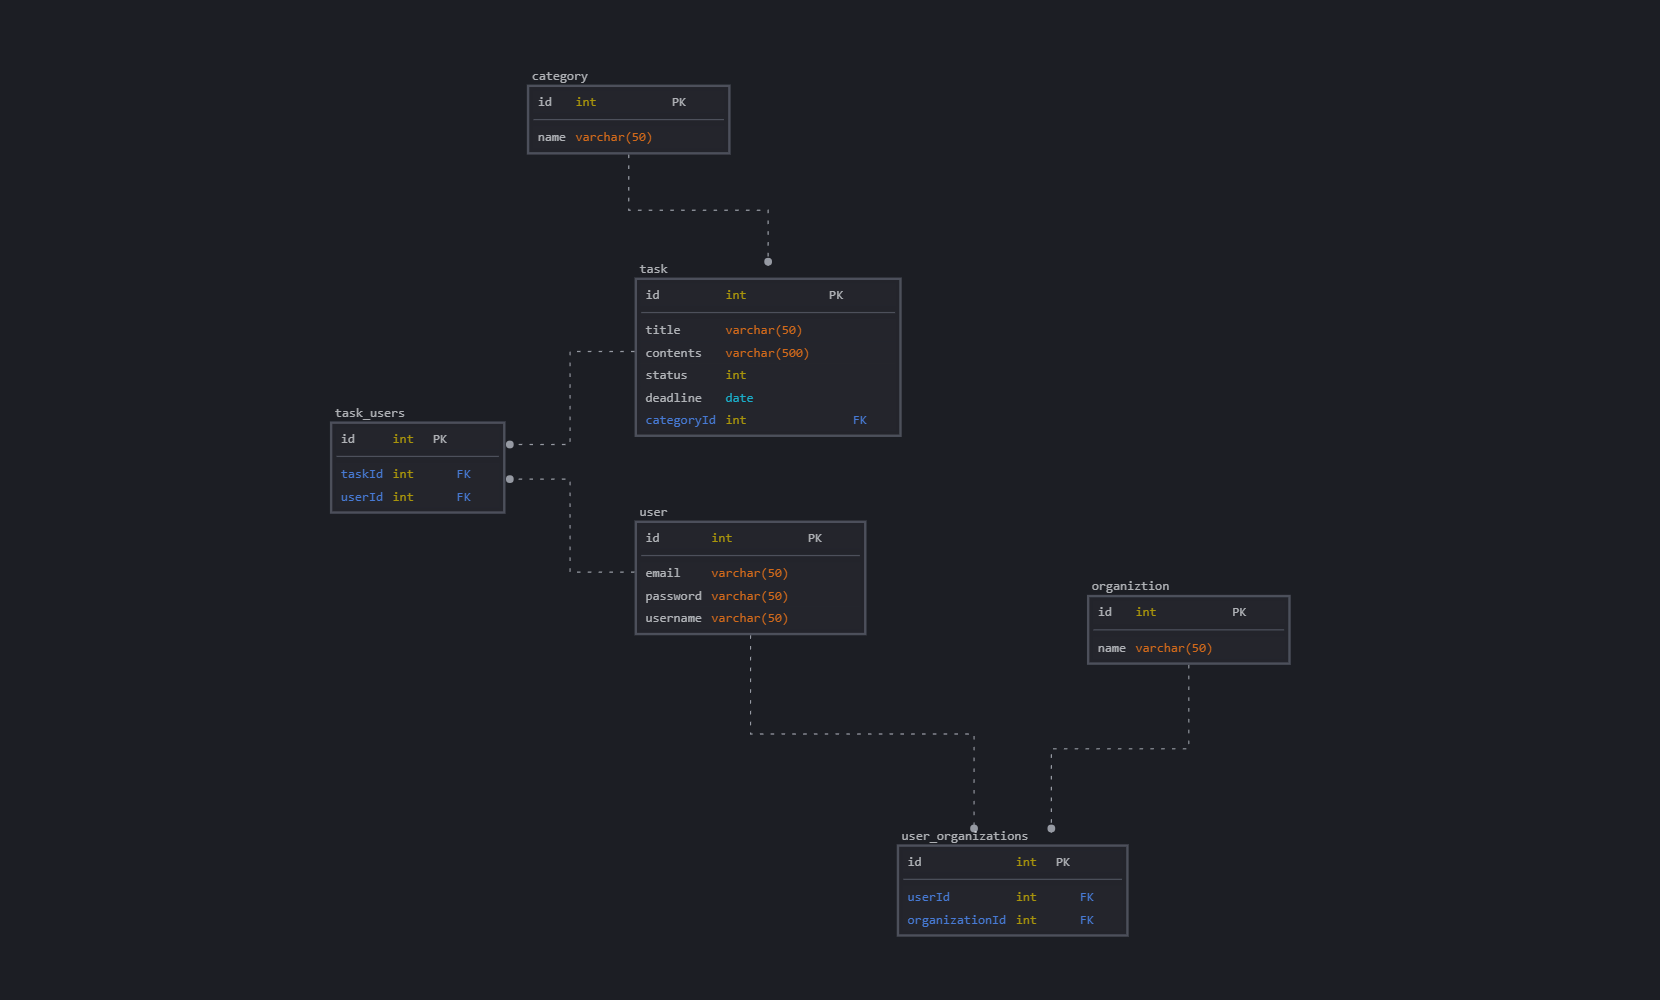 category
id int PK
name varchar(50)
task
id int PK
title varchar(50)
contents varchar(500)
status int
deadline date
categoryId int FK
task_users
id int PK
taskId int FK
userId int FK
user
id int PK
email varchar(50)
password varchar(50)
username varchar(50)
organiztion
id int PK
name varchar(50)
user_organizations
id int PK
userId int FK
organizationId int FK